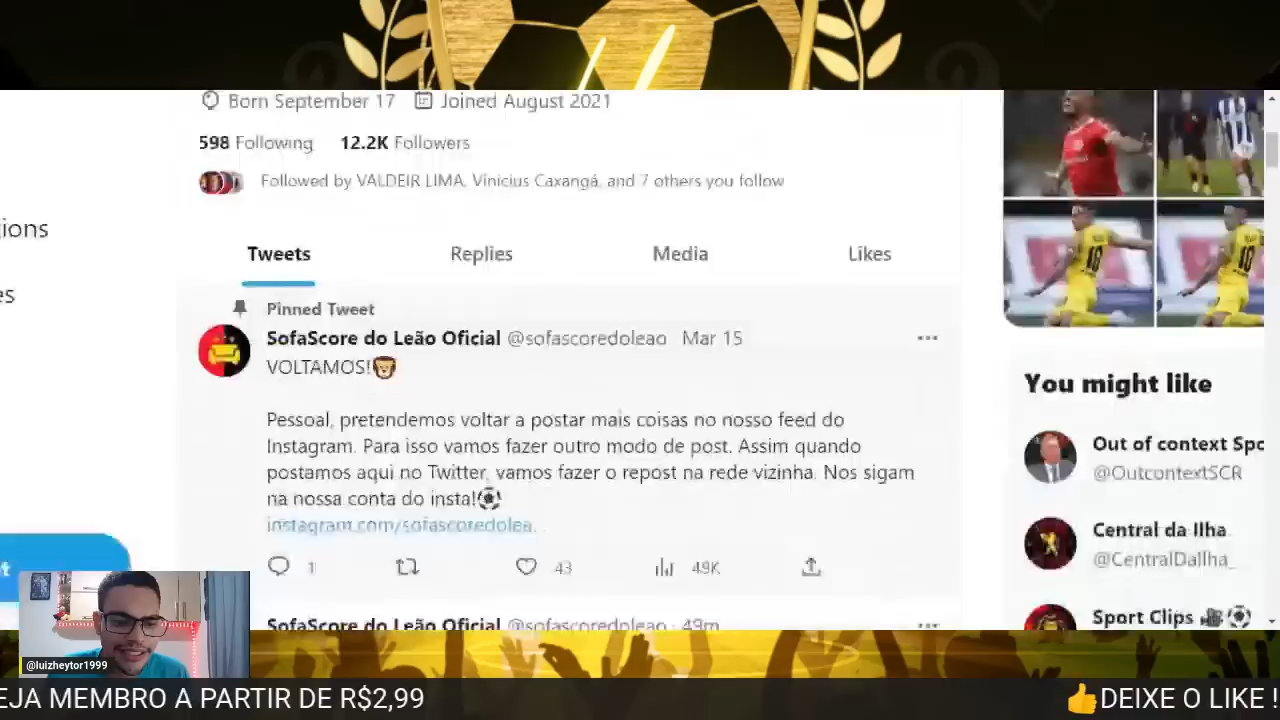 Born September 17 Joined August 2021
598 Following 12.2K Followers
Followed by VALDEIR LIMA, Vinicius Caxangá, and 7 others you follow
Tweets Replies Media Likes
Pinned Tweet
SofaScore do Leão Oficial @sofascoredoleao Mar 15
VOLTAMOS!🦁
Pessoal, pretendemos voltar a postar mais coisas no nosso feed do
Instagram. Para isso vamos fazer outro modo de post. Assim quando
postamos aqui no Twitter, vamos fazer o repost na rede vizinha. Nos sigam
na nossa conta do insta!⚽
instagram.com/sofascoredolea…
1 43 49K
SofaScore do Leão Oficial @sofascoredoleao · 49m
You might like
Out of context Spo
@OutcontextSCR
Central da Ilha
@CentralDaIlha_
Sport Clips 🎥⚽
ions
es
t
10
10
@luizheytor1999
EJA MEMBRO A PARTIR DE R$2,99
👍DEIXE O LIKE !